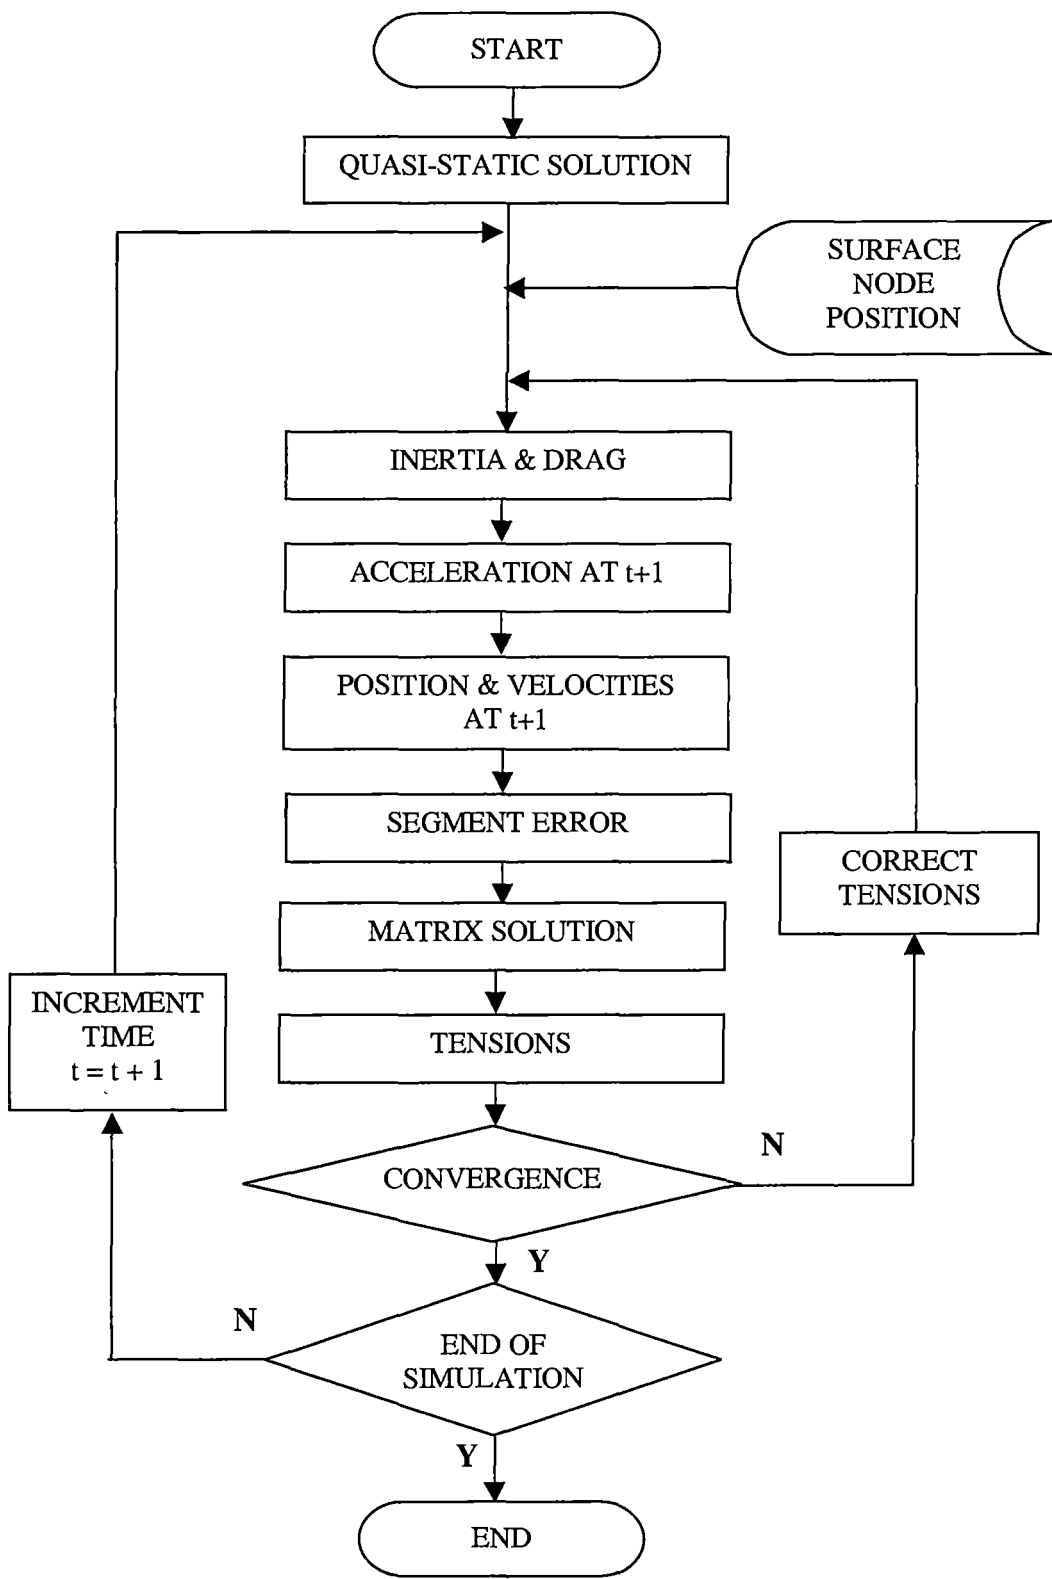 START
QUASI-STATIC SOLUTION
SURFACE
NODE
POSITION
INERTIA & DRAG
ACCELERATION AT t+1
POSITION & VELOCITIES
AT t+1
SEGMENT ERROR
CORRECT
TENSIONS
MATRIX SOLUTION
INCREMENT
TIME
t = t + 1
TENSIONS
N
CONVERGENCE
Y
N
END OF
SIMULATION
Y
END